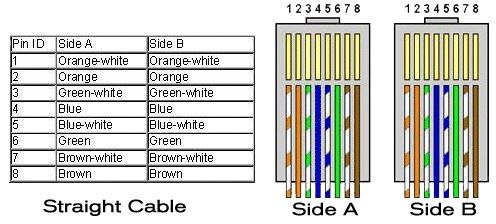 Pin ID Side A Side B
1 Orange-white Orange-white
2 Orange Orange
3 Green-white Green-white
4 Blue Blue
5 Blue-white Blue-white
6 Green Green
7 Brown-white Brown-white
8 Brown Brown
Straight Cable
1 2 3 4 5 6 7 8
Side A
1 2 3 4 5 6 7 8
Side B